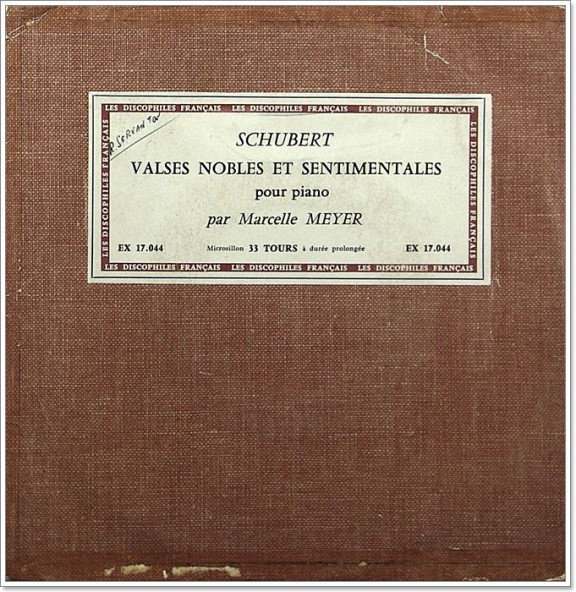 LES DISCOPHILES FRANÇAIS LES DISCOPHILES FRANÇAIS LES DISCOPHILES FRANÇAIS
LES DISCOPHILES FRANÇAIS
P. SERVANTON
SCHUBERT
VALSES NOBLES ET SENTIMENTALES
pour piano
par Marcelle MEYER
EX 17.044 Microsillon 33 TOURS à durée prolongée EX 17.044
LES DISCOPHILES FRANÇAIS
LES DISCOPHILES FRANÇAIS LES DISCOPHILES FRANÇAIS LES DISCOPHILES FRANÇAIS